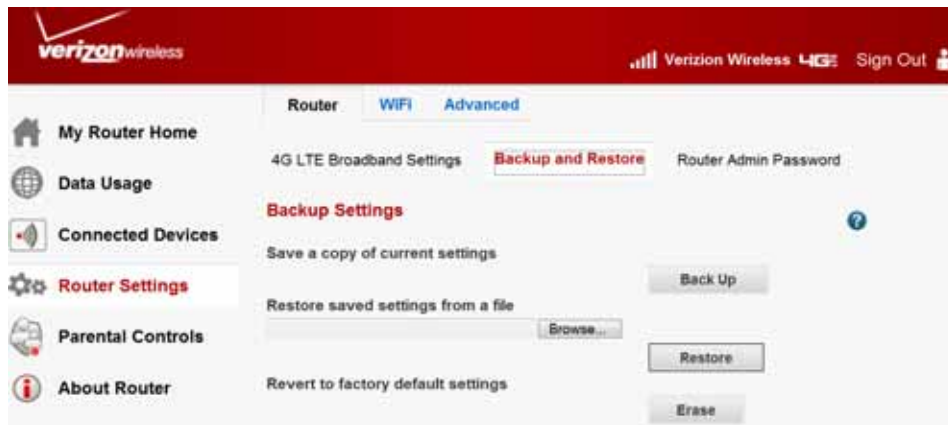 verizonwireless
Verizion Wireless 4GLTE Sign Out
Router WiFi Advanced
My Router Home
4G LTE Broadband Settings Backup and Restore Router Admin Password
Data Usage
Backup Settings
?
Connected Devices
Save a copy of current settings
Back Up
Router Settings
Restore saved settings from a file
Browse...
Parental Controls
Restore
About Router
Revert to factory default settings
Erase